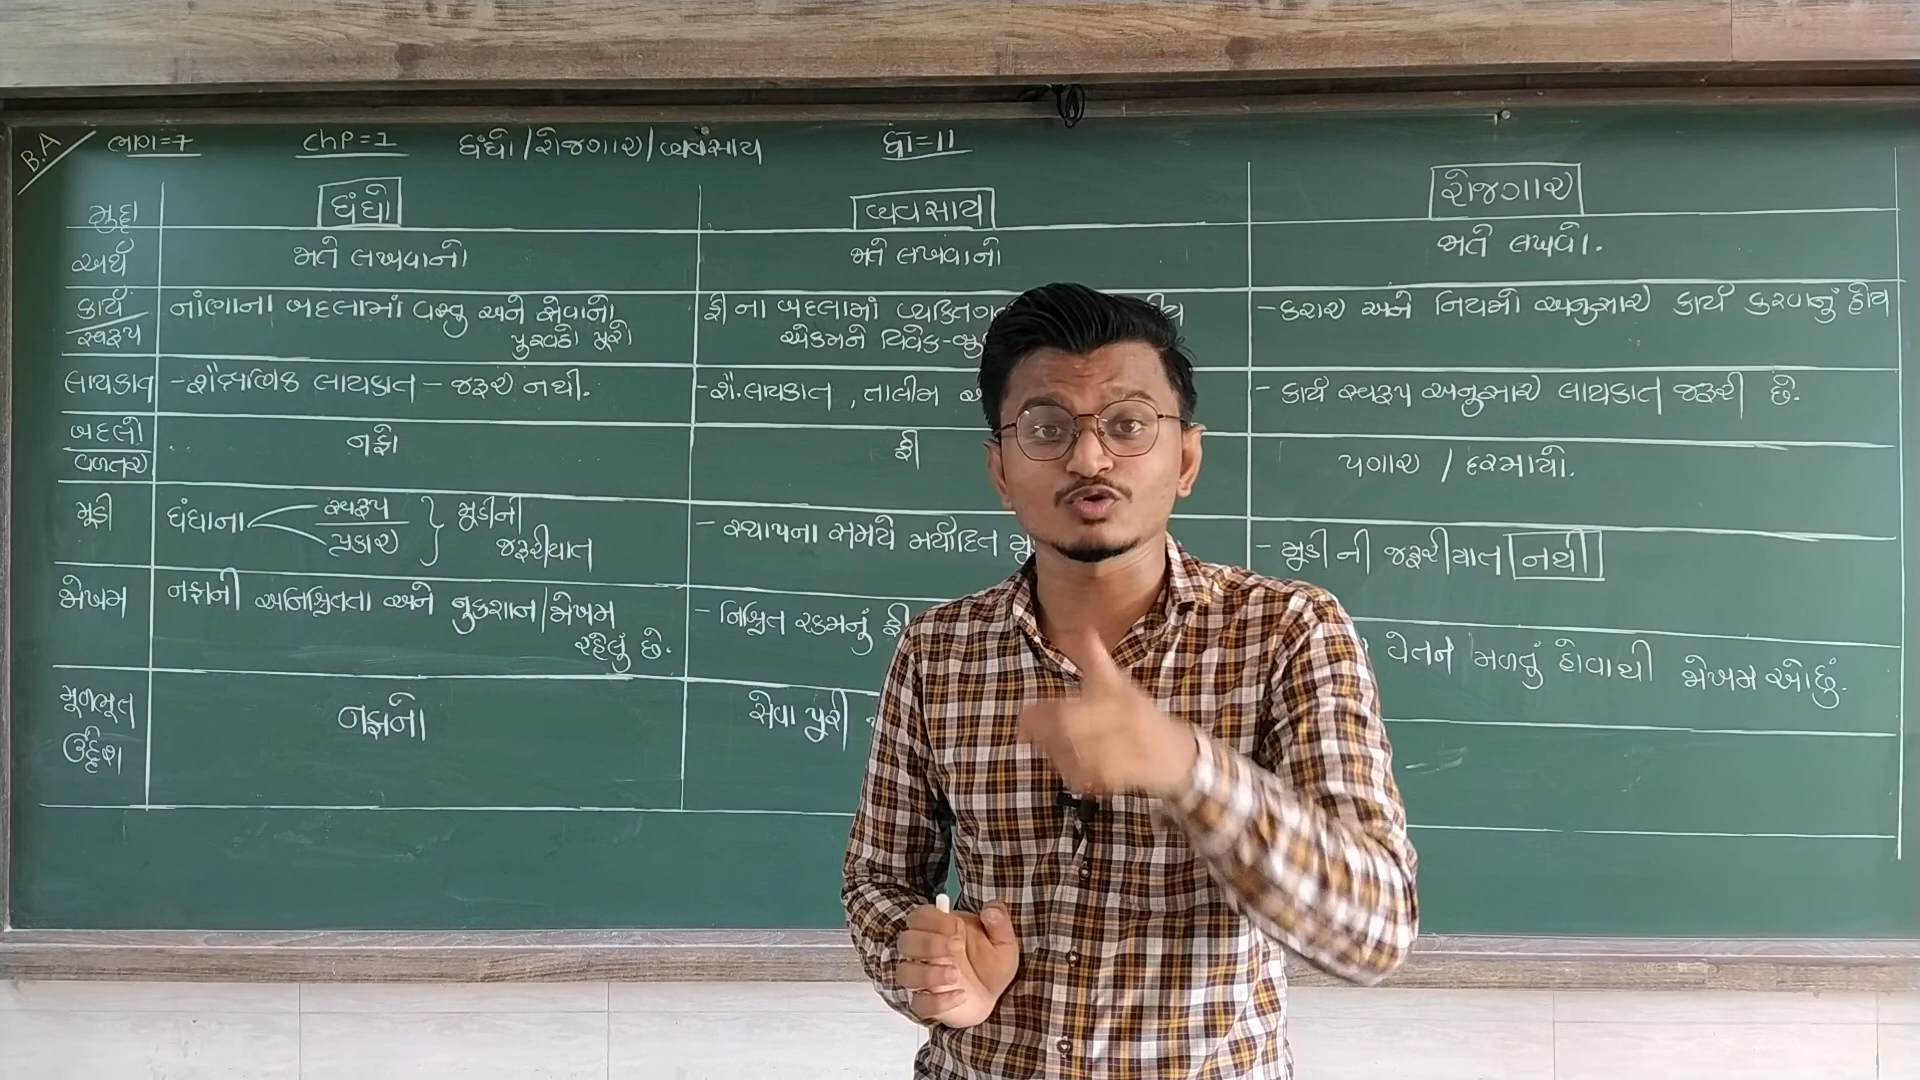 B.A ભાગ=7 Chp=1 ધંધો/રોજગાર/વ્યવસાય ધો=11
મુદ્દા ધંધો વ્યવસાય રોજગાર
અર્થ જાતે લખવાનો જાતે લખવાનો જાતે લખવો.
કાર્ય નાંણાના બદલામાં વસ્તુ અને સેવાનો ફી ના બદલામાં - કરાર અને નિયમો અનુસાર કાર્ય કરવાનું હોય
સ્વરૂપ પુરવઠો પૂરો એકમને વિવેક-
લાયકાત - શૈક્ષણિક લાયકાત - જરૂર નથી. - શૈ.લાયકાત , તાલીમ - કાર્ય સ્વરૂપ અનુસાર લાયકાત જરૂરી છે.
બદલો નફો ફી પગાર / દરમાયો.
વળતર
મૂડી ધંધાના સ્વરૂપ } મૂડીની - સ્થાપના સમયે મર્યાદિત - મૂડી ની જરૂરીયાત નથી
પ્રકાર જરૂરીયાત
જોખમ નફાની અનિશ્ચિતતા અને નુકશાન/જોખમ - નિશ્ચિત રકમનું ફી વેતન મળતું હોવાથી જોખમ ઓછું.
રહેલું છે.
મૂળભૂત નફાનો સેવા પૂરી
ઉદ્દેશ